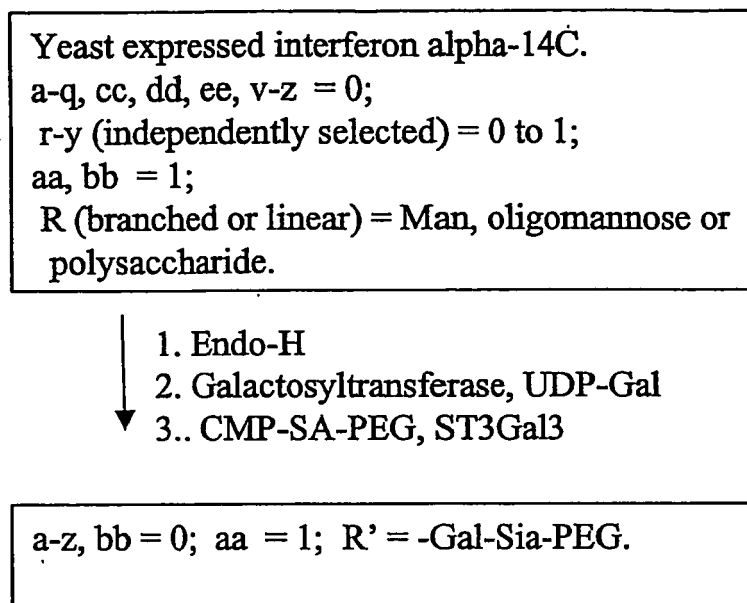 Yeast expressed interferon alpha-14C.
a-q, cc, dd, ee, v-z = 0;
r-y (independently selected) = 0 to 1;
aa, bb = 1;
R (branched or linear) = Man, oligomannose or
polysaccharide.
1. Endo-H
2. Galactosyltransferase, UDP-Gal
3.. CMP-SA-PEG, ST3Gal3
a-z, bb = 0; aa = 1; R' = -Gal-Sia-PEG.